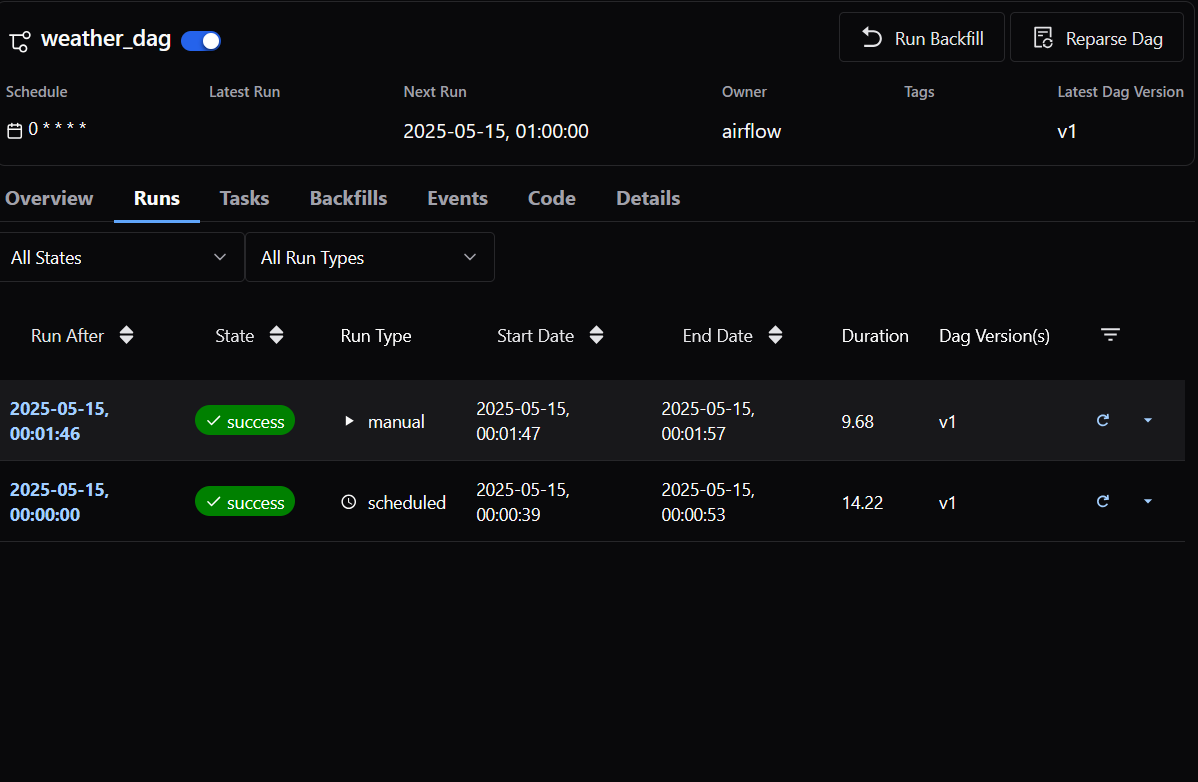 weather_dag
Run Backfill
Reparse Dag
Schedule Latest Run Next Run Owner Tags Latest Dag Version
0 * * * * 2025-05-15, 01:00:00 airflow v1
Overview Runs Tasks Backfills Events Code Details
All States All Run Types
Run After State Run Type Start Date End Date Duration Dag Version(s)
2025-05-15, 00:01:46 success manual 2025-05-15, 00:01:47 2025-05-15, 00:01:57 9.68 v1
2025-05-15, 00:00:00 success scheduled 2025-05-15, 00:00:39 2025-05-15, 00:00:53 14.22 v1